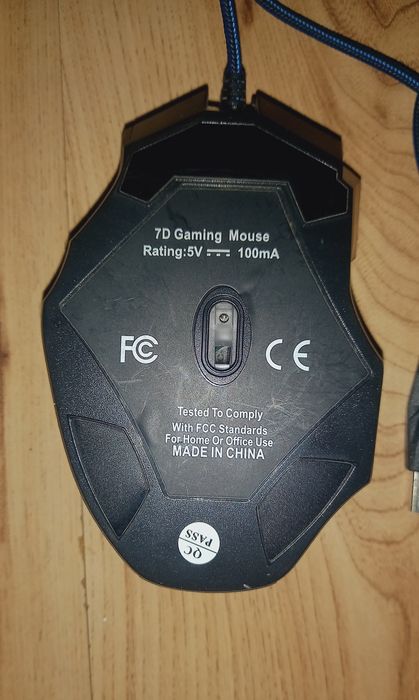 7D Gaming Mouse
Rating:5V ⎓ 100mA
FC CE
Tested To Comply
With FCC Standards
For Home Or Office Use
MADE IN CHINA
QC
PASS